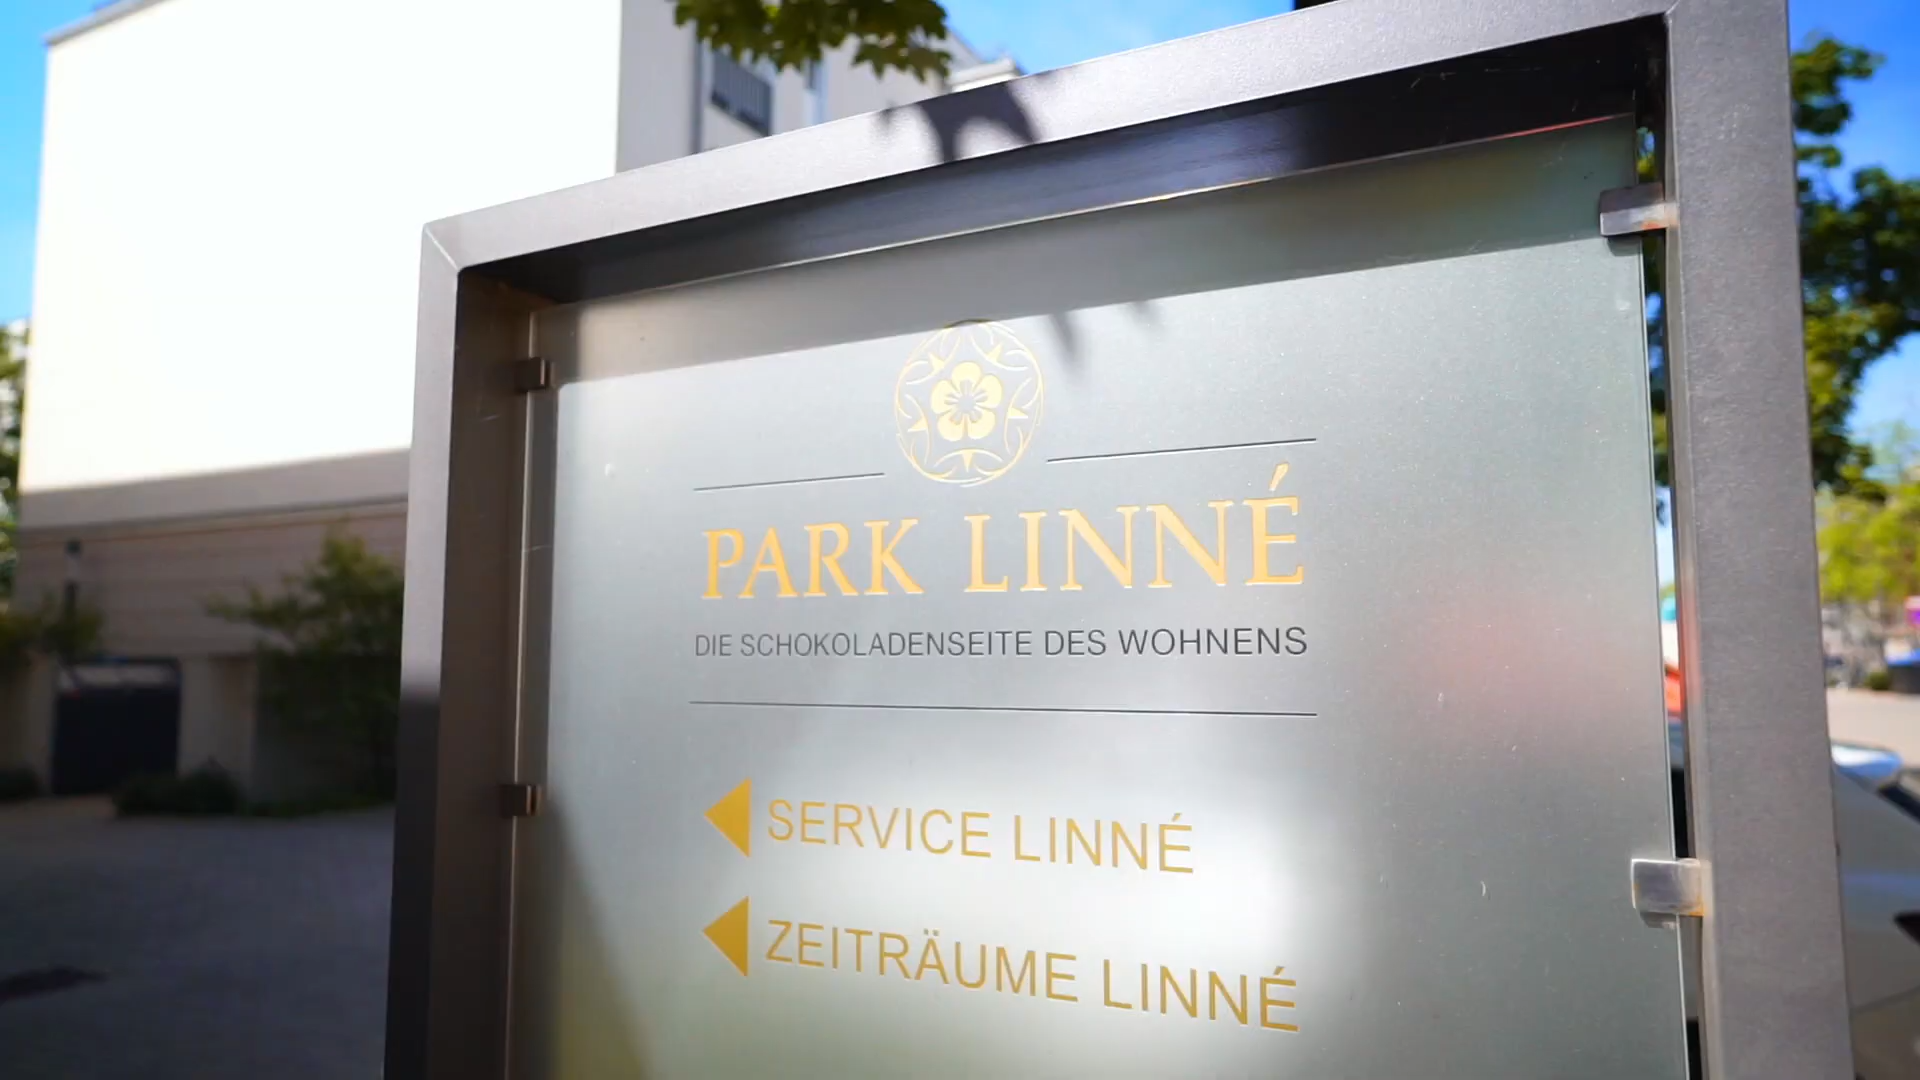 PARK LINNÉ
DIE SCHOKOLADENSEITE DES WOHNENS
SERVICE LINNÉ
ZEITRÄUME LINNÉ